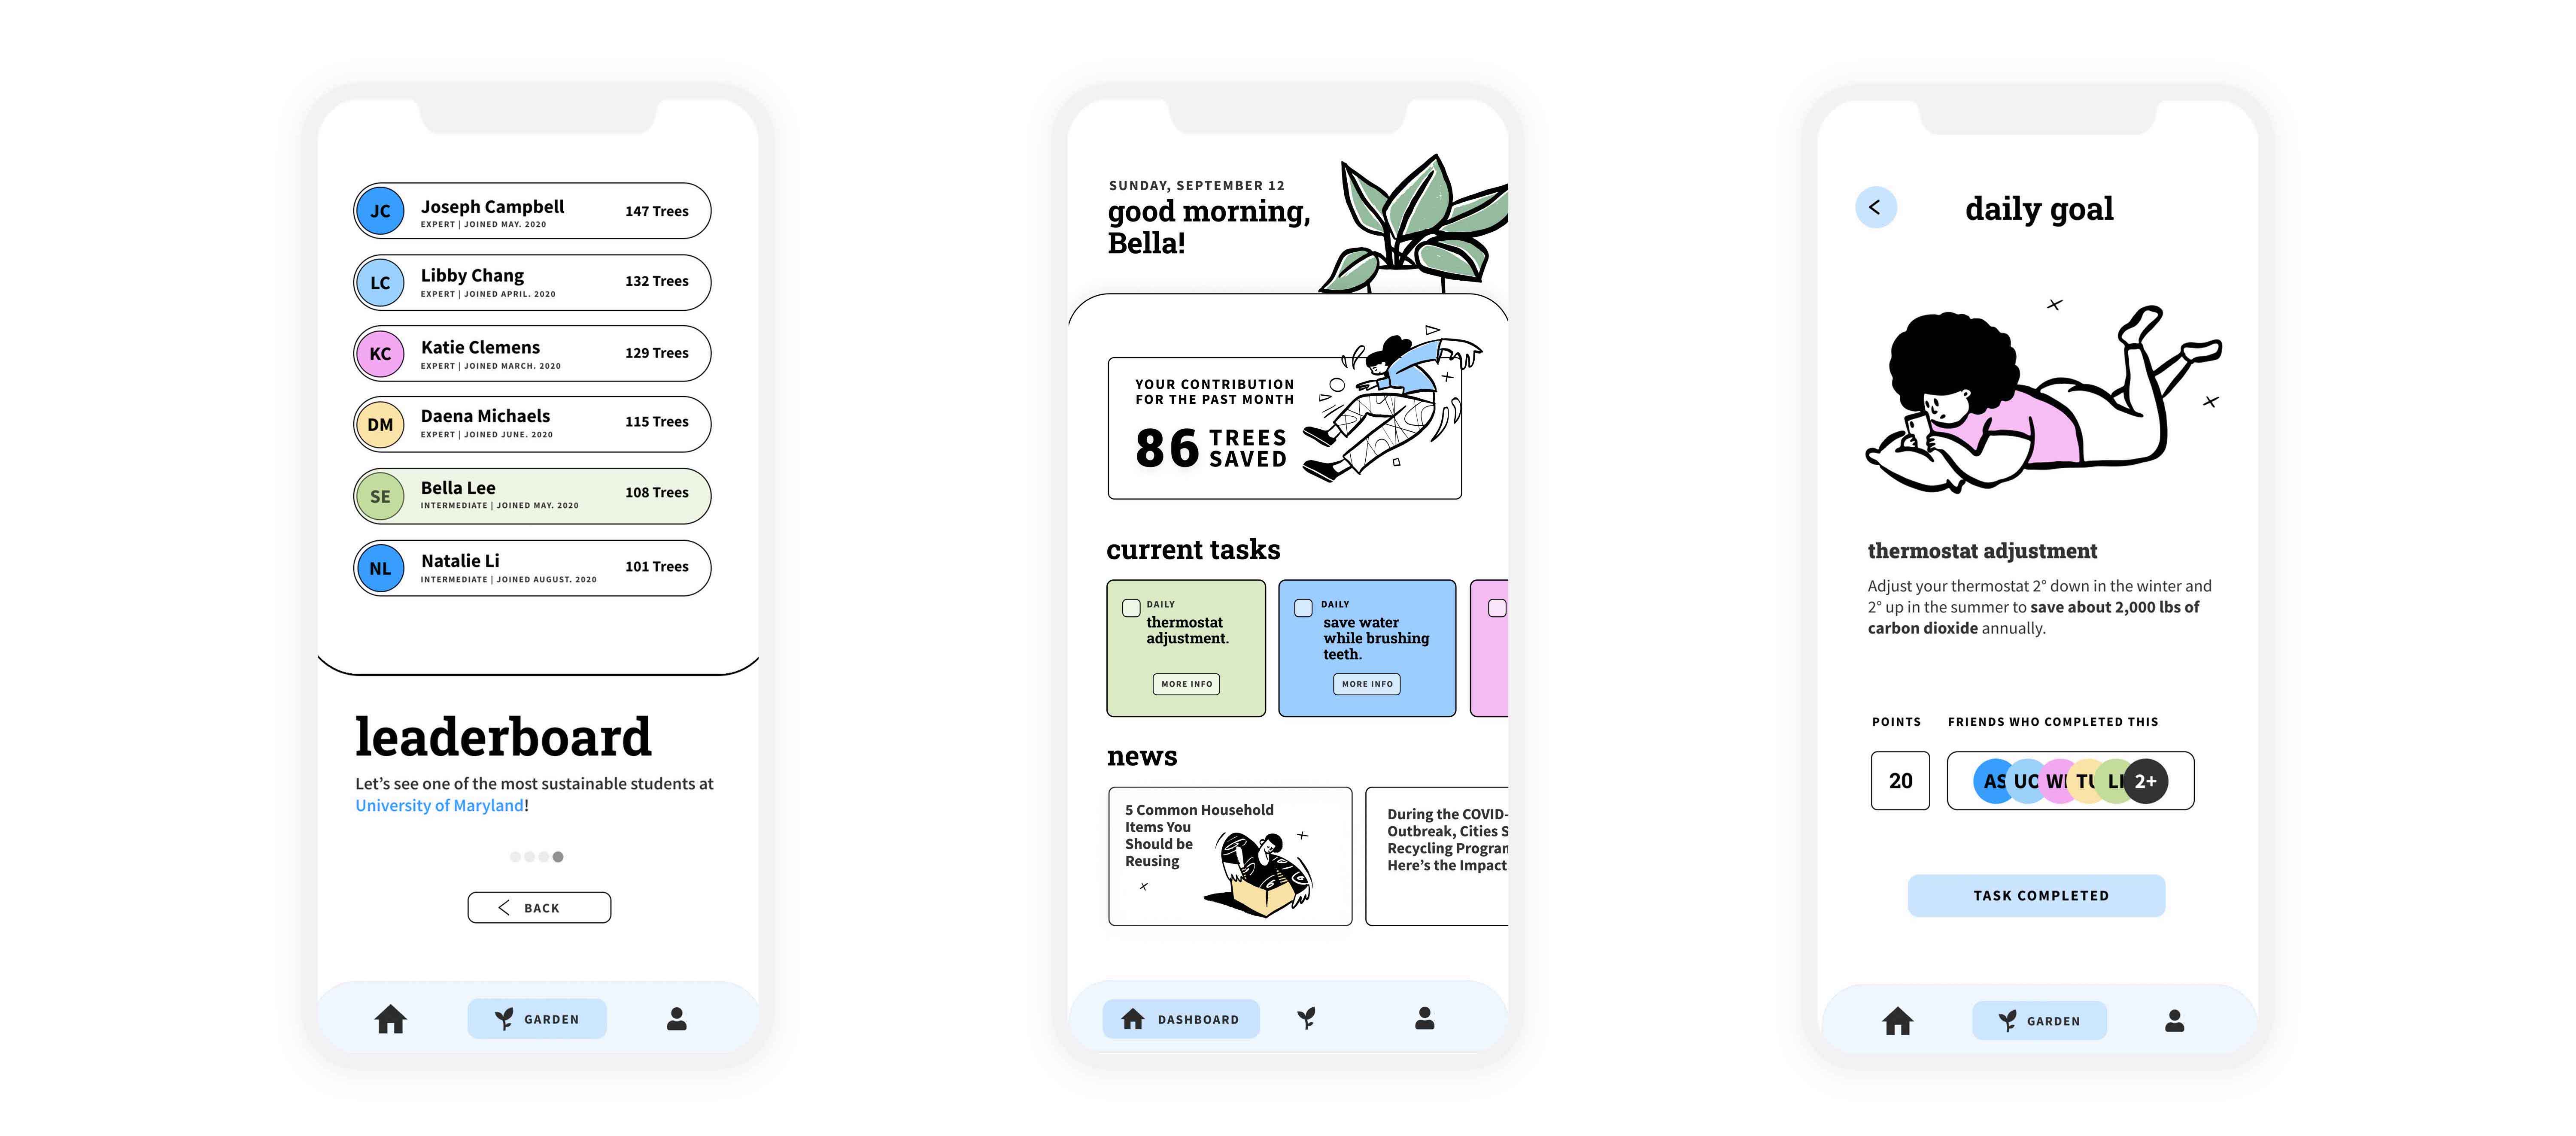 JC
Joseph Campbell
EXPERT | JOINED MAY. 2020
147 Trees
LC
Libby Chang
EXPERT | JOINED APRIL. 2020
132 Trees
KC
Katie Clemens
EXPERT | JOINED MARCH. 2020
129 Trees
DM
Daena Michaels
EXPERT | JOINED JUNE. 2020
115 Trees
SE
Bella Lee
INTERMEDIATE | JOINED MAY. 2020
108 Trees
NL
Natalie Li
INTERMEDIATE | JOINED AUGUST. 2020
101 Trees
leaderboard
Let’s see one of the most sustainable students at
University of Maryland!
BACK
GARDEN
SUNDAY, SEPTEMBER 12
good morning,
Bella!
YOUR CONTRIBUTION
FOR THE PAST MONTH
86 TREES
SAVED
current tasks
DAILY
thermostat
adjustment.
MORE INFO
DAILY
save water
while brushing
teeth.
MORE INFO
news
5 Common Household
Items You
Should be
Reusing
During the COVID-
Outbreak, Cities S
Recycling Program
Here’s the Impact
DASHBOARD
daily goal
thermostat adjustment
Adjust your thermostat 2° down in the winter and
2° up in the summer to save about 2,000 lbs of
carbon dioxide annually.
POINTS
FRIENDS WHO COMPLETED THIS
20
AS UC WI TU LI 2+
TASK COMPLETED
GARDEN